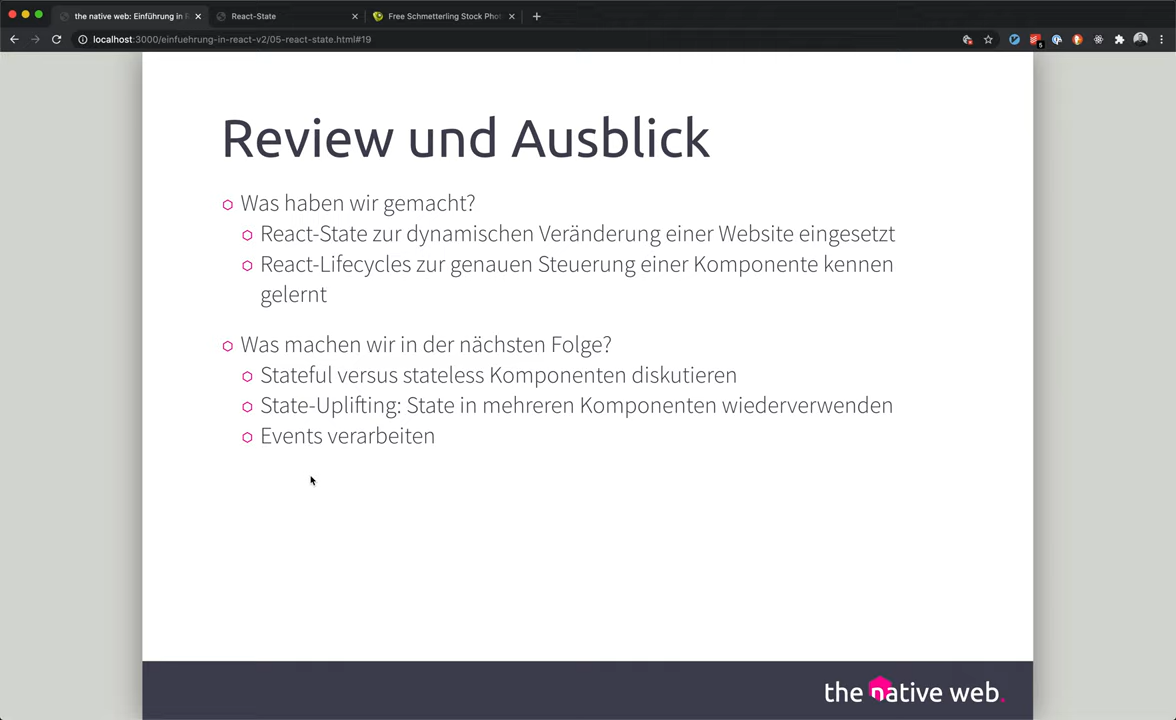 the native web: Einführung in R
React-State
Free Schmetterling Stock Phot
localhost:3000/einfuehrung-in-react-v2/05-react-state.html#19
5
Review und Ausblick
Was haben wir gemacht?
React-State zur dynamischen Veränderung einer Website eingesetzt
React-Lifecycles zur genauen Steuerung einer Komponente kennen
gelernt
Was machen wir in der nächsten Folge?
Stateful versus stateless Komponenten diskutieren
State-Uplifting: State in mehreren Komponenten wiederverwenden
Events verarbeiten
the native web.